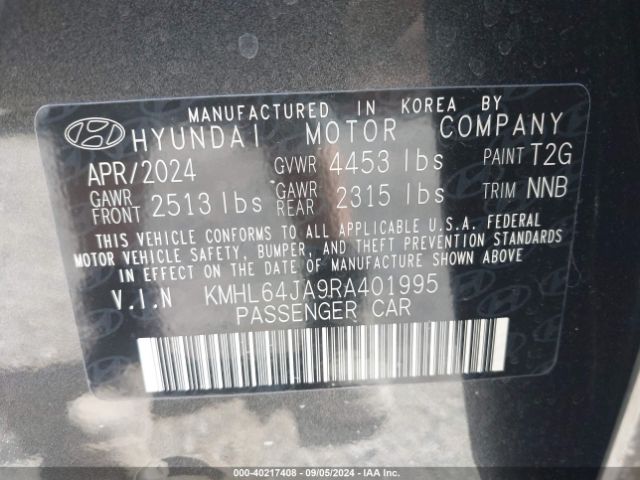 MANUFACTURED IN KOREA BY
HYUNDAI MOTOR COMPANY
APR/2024 GVWR 4453 lbs PAINT T2G
GAWR FRONT 2513 lbs GAWR REAR 2315 lbs TRIM NNB
THIS VEHICLE CONFORMS TO ALL APPLICABLE U.S.A. FEDERAL
MOTOR VEHICLE SAFETY, BUMPER, AND THEFT PREVENTION STANDARDS
IN EFFECT ON THE DATE OF MANUFACTURE SHOWN ABOVE.
V.I.N KMHL64JA9RA401995
PASSENGER CAR
000-40217408 - 09/05/2024 - IAA Inc.